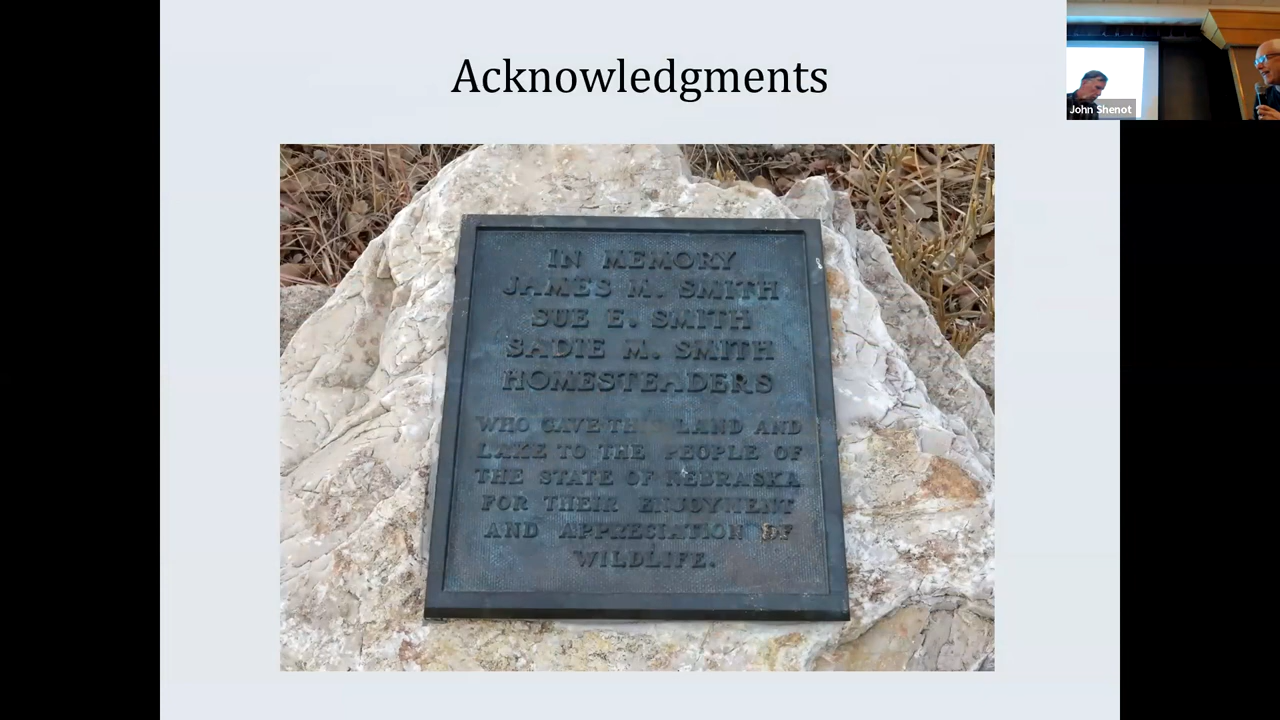 Acknowledgments
John Shenot
IN MEMORY
JAMES M. SMITH
SUE E. SMITH
SADIE M. SMITH
HOMESTEADERS
WHO GAVE LAND AND
LAKE TO THE PEOPLE OF
THE STATE OF NEBRASKA
FOR THEIR ENJOYMENT
AND APPRECIATION OF
WILDLIFE.